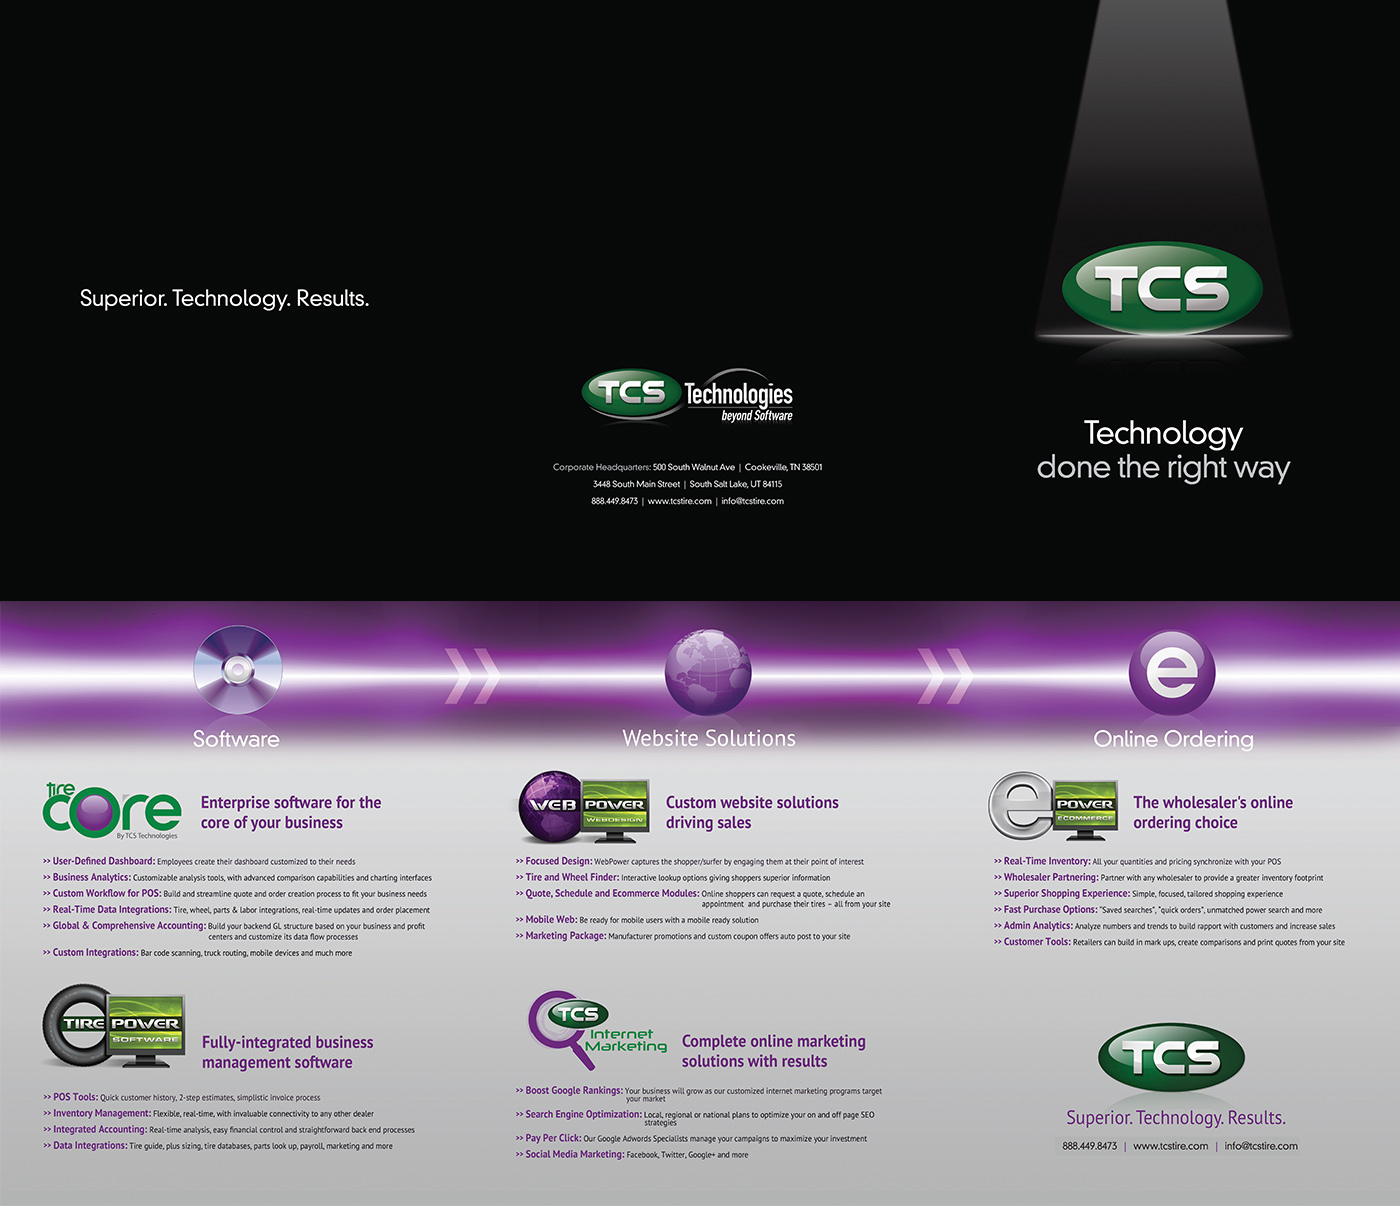 Superior. Technology. Results.
TCS Technologies
beyond Software
Corporate Headquarters: 500 South Walnut Ave | Cookeville, TN 38501
3448 South Main Street | South Salt Lake, UT 84115
888.449.8473 | www.tcstire.com | info@tcstire.com
TCS
Technology
done the right way
e
Software
Website Solutions
Online Ordering
tire
core
By TCS Technologies
Enterprise software for the
core of your business
>> User-Defined Dashboard: Employees create their dashboard customized to their needs
>> Business Analytics: Customizable analysis tools, with advanced comparison capabilities and charting interfaces
>> Custom Workflow for POS: Build and streamline quote and order creation process to fit your business needs
>> Real-Time Data Integrations: Tire, wheel, parts & labor integrations, real-time updates and order placement
>> Global & Comprehensive Accounting: Build your backend GL structure based on your business and profit
centers and customize its data flow processes
>> Custom Integrations: Bar code scanning, truck routing, mobile devices and much more
TIRE POWER
SOFTWARE
Fully-integrated business
management software
>> POS Tools: Quick customer history, 2-step estimates, simplistic invoice process
>> Inventory Management: Flexible, real-time, with invaluable connectivity to any other dealer
>> Integrated Accounting: Real-time analysis, easy financial control and straightforward back end processes
>> Data Integrations: Tire guide, plus sizing, tire databases, parts look up, payroll, marketing and more
WEB POWER
WEBDESIGN
Custom website solutions
driving sales
>> Focused Design: WebPower captures the shopper/surfer by engaging them at their point of interest
>> Tire and Wheel Finder: Interactive lookup options giving shoppers superior information
>> Quote, Schedule and Ecommerce Modules: Online shoppers can request a quote, schedule an
appointment and purchase their tires – all from your site
>> Mobile Web: Be ready for mobile users with a mobile ready solution
>> Marketing Package: Manufacturer promotions and custom coupon offers auto post to your site
TCS
Internet
Marketing
Complete online marketing
solutions with results
>> Boost Google Rankings: Your business will grow as our customized internet marketing programs target
your market
>> Search Engine Optimization: Local, regional or national plans to optimize your on and off page SEO
strategies
>> Pay Per Click: Our Google Adwords Specialists manage your campaigns to maximize your investment
>> Social Media Marketing: Facebook, Twitter, Google+ and more
e POWER
ECOMMERCE
The wholesaler's online
ordering choice
>> Real-Time Inventory: All your quantities and pricing synchronize with your POS
>> Wholesaler Partnering: Partner with any wholesaler to provide a greater inventory footprint
>> Superior Shopping Experience: Simple, focused, tailored shopping experience
>> Fast Purchase Options: "Saved searches", "quick orders", unmatched power search and more
>> Admin Analytics: Analyze numbers and trends to build rapport with customers and increase sales
>> Customer Tools: Retailers can build in mark ups, create comparisons and print quotes from your site
TCS
Superior. Technology. Results.
888.449.8473 | www.tcstire.com | info@tcstire.com